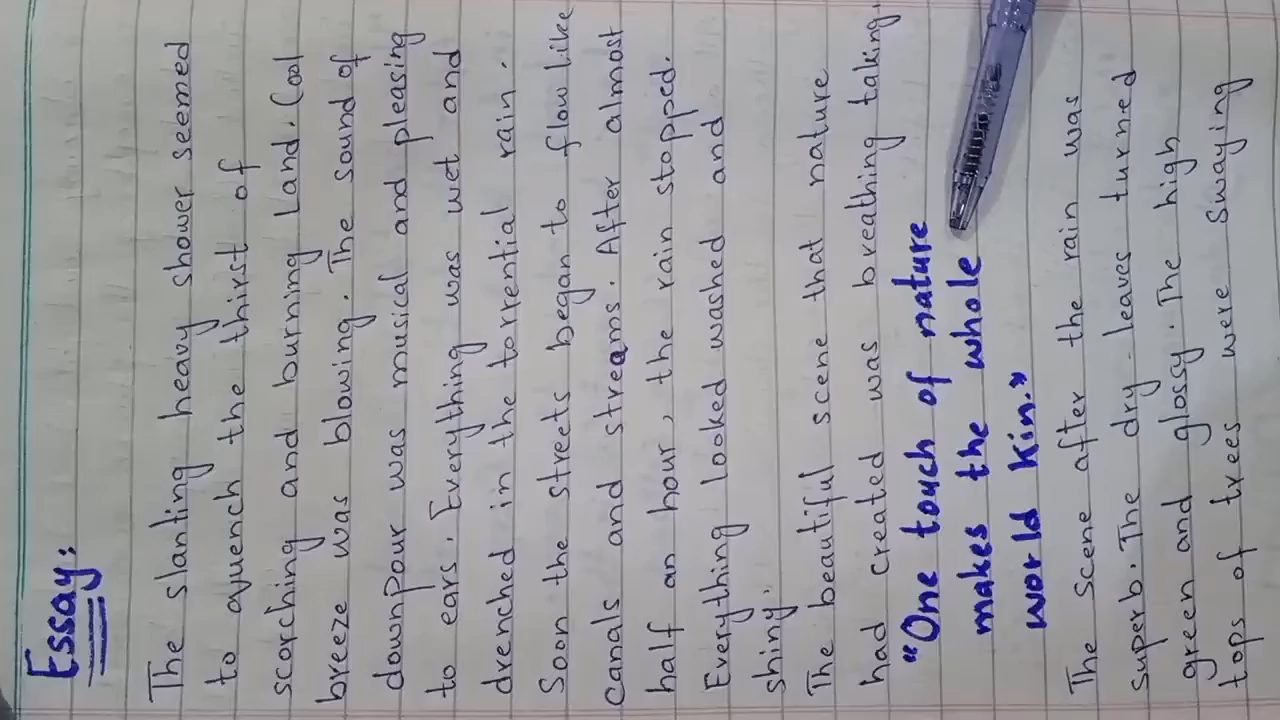 Essay:
The slanting heavy shower seemed
to quench the thirst of
scorching and burning Land. Cool
breeze was blowing. The sound of
downpour was musical and pleasing
to ears. Everything was wet and
drenched in the torrential rain.
Soon the streets began to flow like
canals and streams. After almost
half an hour, the rain stopped.
Everything looked washed and
shiny.
The beautiful scene that nature
had created was breathing taking.
"One touch of nature
makes the whole
world Kin."
The scene after the rain was
superb. The dry leaves turned
green and glossy. The high
tops of trees were Swaying